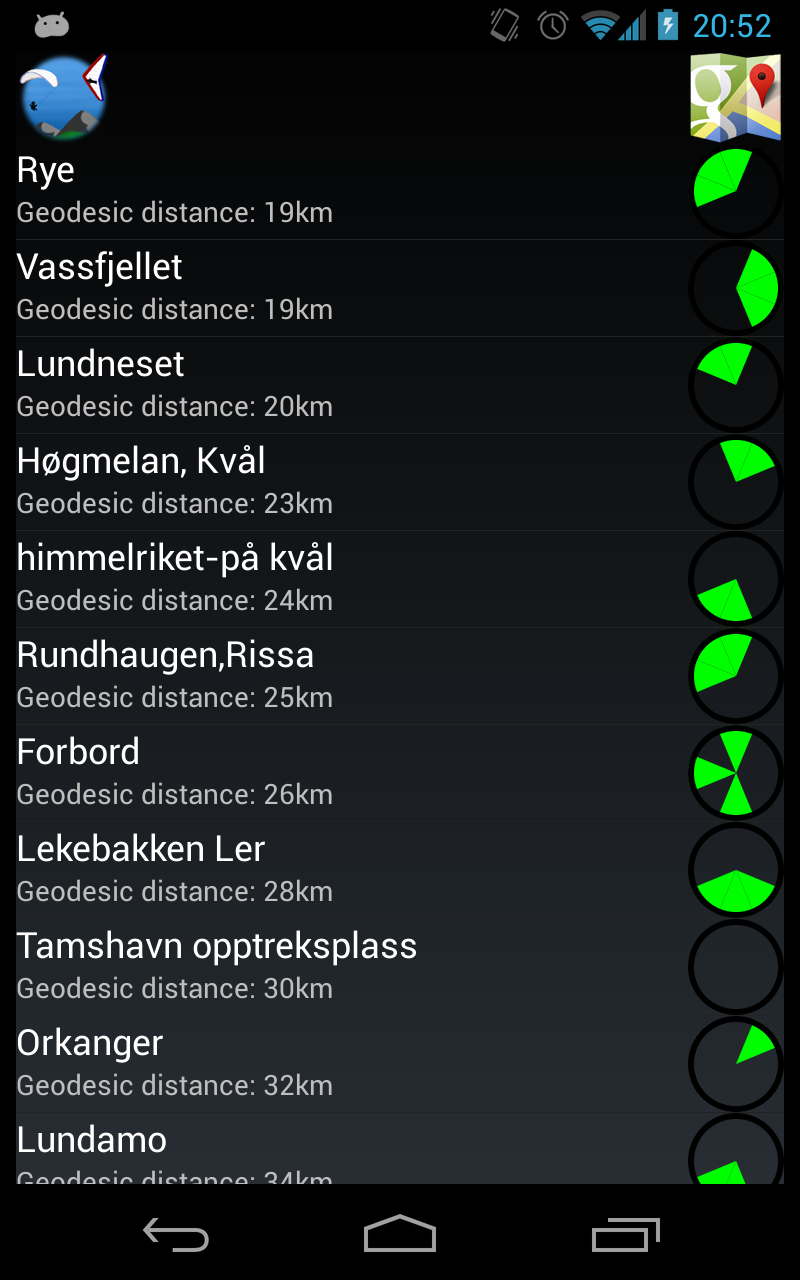 20:52
Rye
Geodesic distance: 19km
Vassfjellet
Geodesic distance: 19km
Lundneset
Geodesic distance: 20km
Høgmelan, Kvål
Geodesic distance: 23km
himmelriket-på kvål
Geodesic distance: 24km
Rundhaugen,Rissa
Geodesic distance: 25km
Forbord
Geodesic distance: 26km
Lekebakken Ler
Geodesic distance: 28km
Tamshavn opptreksplass
Geodesic distance: 30km
Orkanger
Geodesic distance: 32km
Lundamo
Geodesic distance: 34km